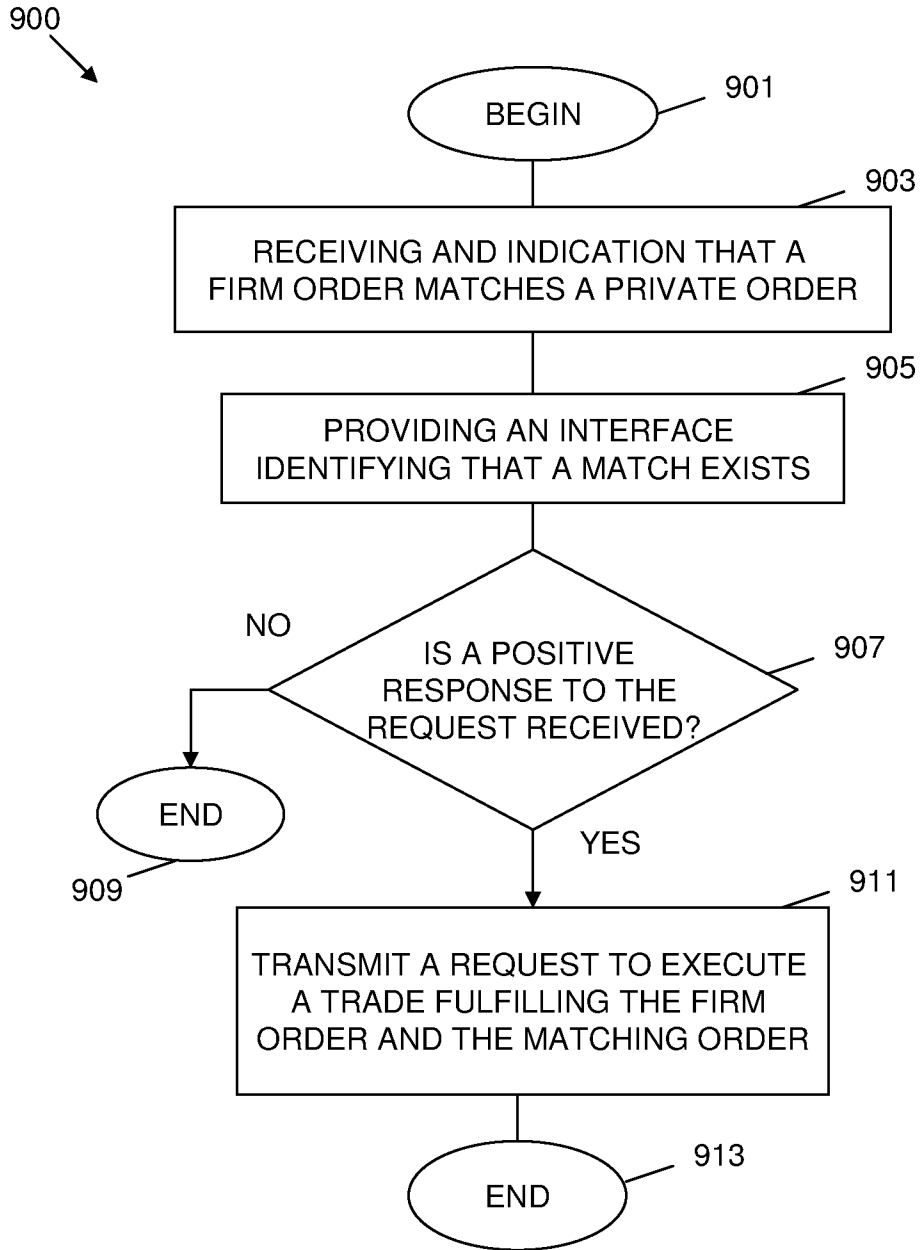 900
BEGIN
901
903
RECEIVING AND INDICATION THAT A
FIRM ORDER MATCHES A PRIVATE ORDER
905
PROVIDING AN INTERFACE
IDENTIFYING THAT A MATCH EXISTS
NO
IS A POSITIVE
RESPONSE TO THE
REQUEST RECEIVED?
907
END
909
YES
911
TRANSMIT A REQUEST TO EXECUTE
A TRADE FULFILLING THE FIRM
ORDER AND THE MATCHING ORDER
913
END